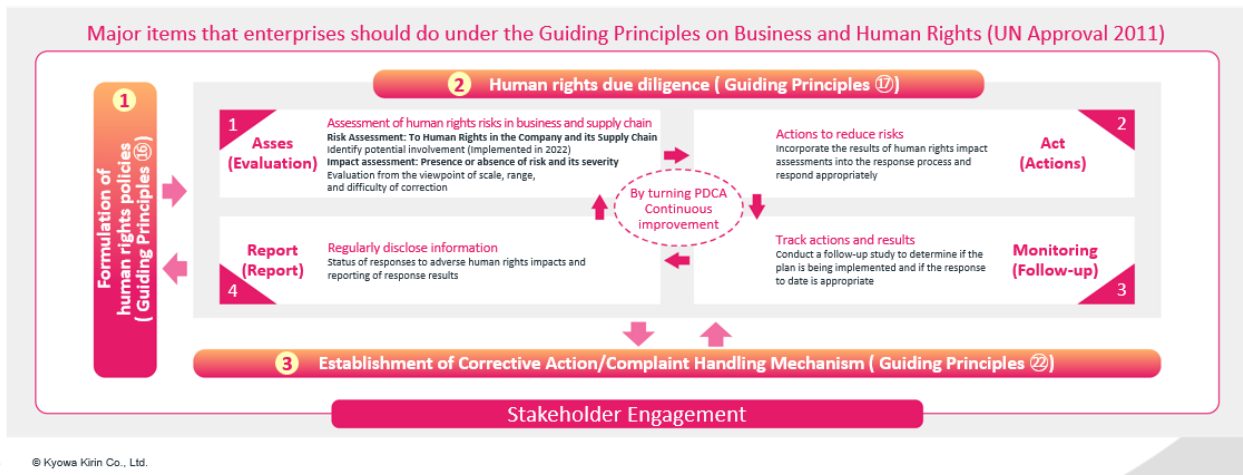 Major items that enterprises should do under the Guiding Principles on Business and Human Rights (UN Approval 2011)
1
Formulation of
human rights policies
( Guiding Principles ⑯)
2 Human rights due diligence ( Guiding Principles ⑰)
1
Asses
(Evaluation)
Assessment of human rights risks in business and supply chain
Risk Assessment: To Human Rights in the Company and its Supply Chain
Identify potential involvement (Implemented in 2022)
Impact assessment: Presence or absence of risk and its severity
Evaluation from the viewpoint of scale, range,
and difficulty of correction
Actions to reduce risks
Incorporate the results of human rights impact
assessments into the response process and
respond appropriately
2
Act
(Actions)
By turning PDCA
Continuous
improvement
Report
(Report)
4
Regularly disclose information
Status of responses to adverse human rights impacts and
reporting of response results
Track actions and results
Conduct a follow-up study to determine if the
plan is being implemented and if the response
to date is appropriate
Monitoring
(Follow-up)
3
3 Establishment of Corrective Action/Complaint Handling Mechanism ( Guiding Principles ㉒)
Stakeholder Engagement
© Kyowa Kirin Co., Ltd.